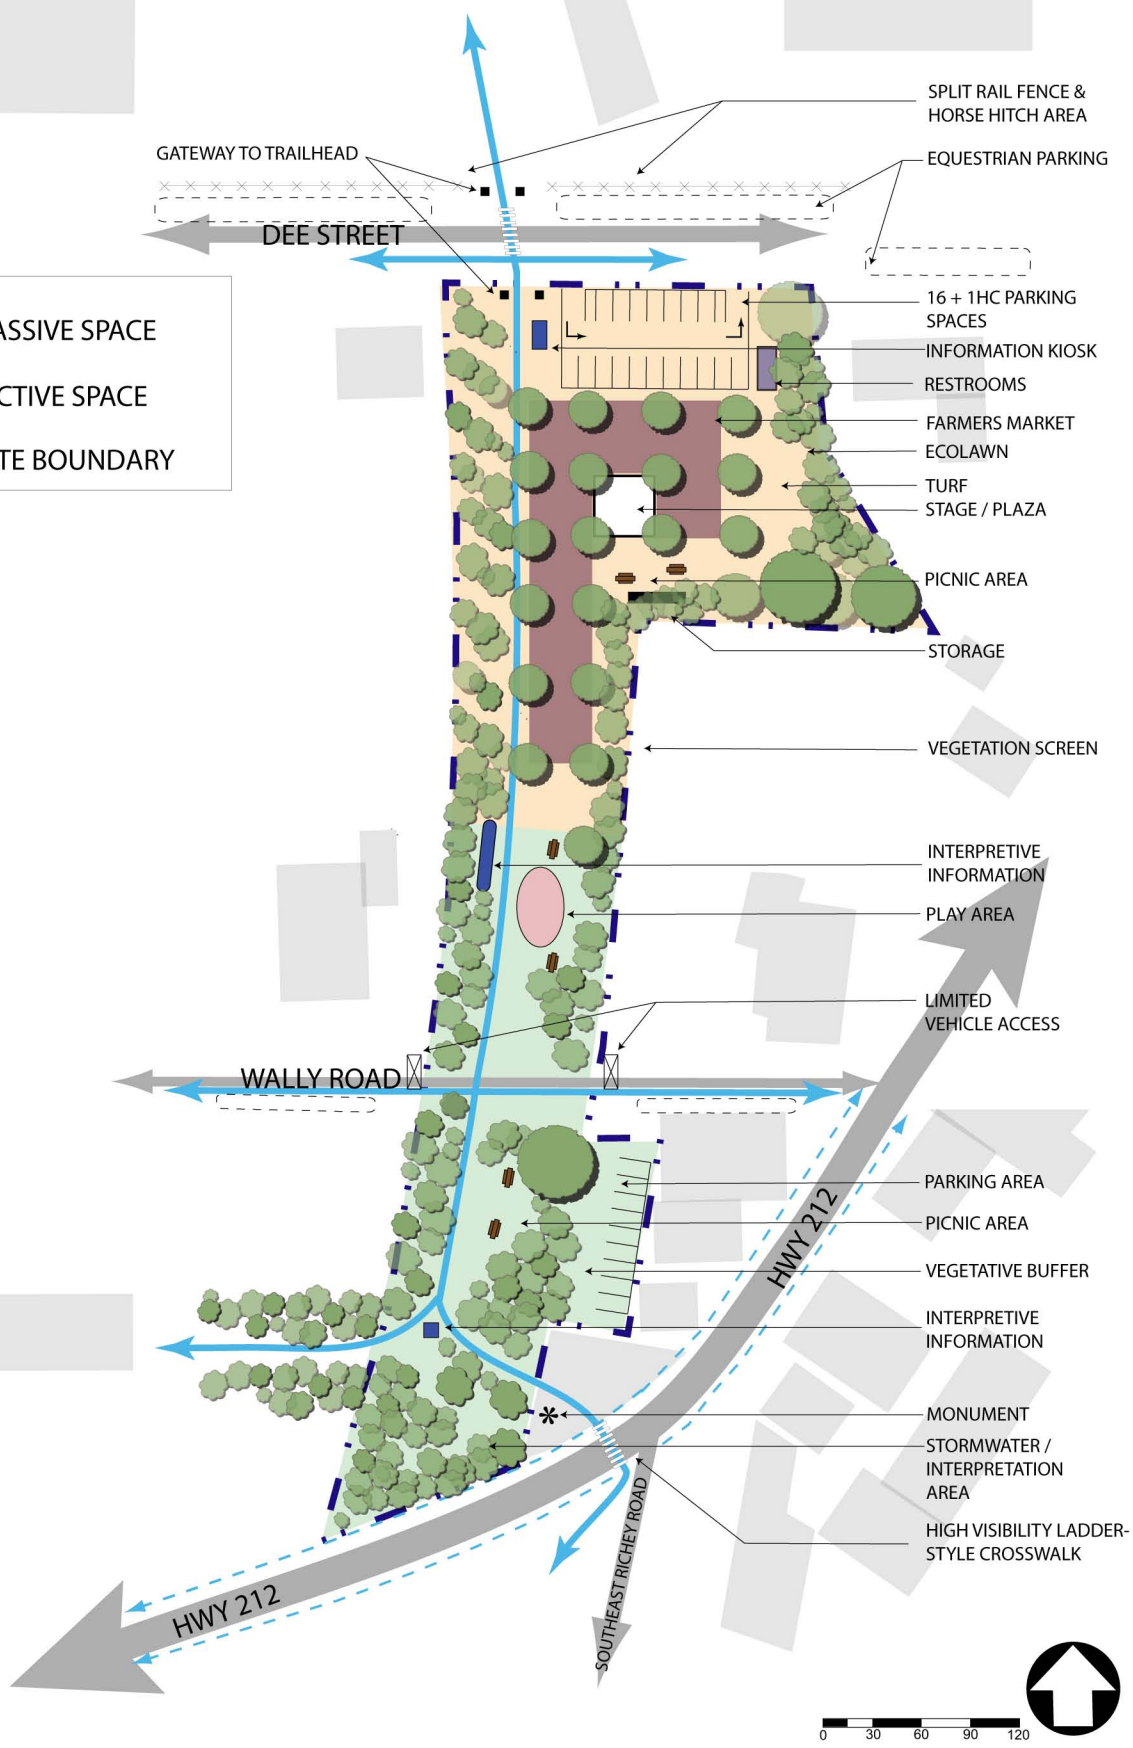 SPLIT RAIL FENCE &
HORSE HITCH AREA
GATEWAY TO TRAILHEAD
EQUESTRIAN PARKING
DEE STREET
ASSIVE SPACE
CTIVE SPACE
TE BOUNDARY
16 + 1HC PARKING
SPACES
INFORMATION KIOSK
RESTROOMS
FARMERS MARKET
ECOLAWN
TURF
STAGE / PLAZA
PICNIC AREA
STORAGE
VEGETATION SCREEN
INTERPRETIVE
INFORMATION
PLAY AREA
LIMITED
VEHICLE ACCESS
WALLY ROAD
PARKING AREA
PICNIC AREA
HWY 212
VEGETATIVE BUFFER
INTERPRETIVE
INFORMATION
*
MONUMENT
STORMWATER /
INTERPRETATION
AREA
HIGH VISIBILITY LADDER-
STYLE CROSSWALK
SOUTHEAST RICHEY ROAD
HWY 212
0 30 60 90 120